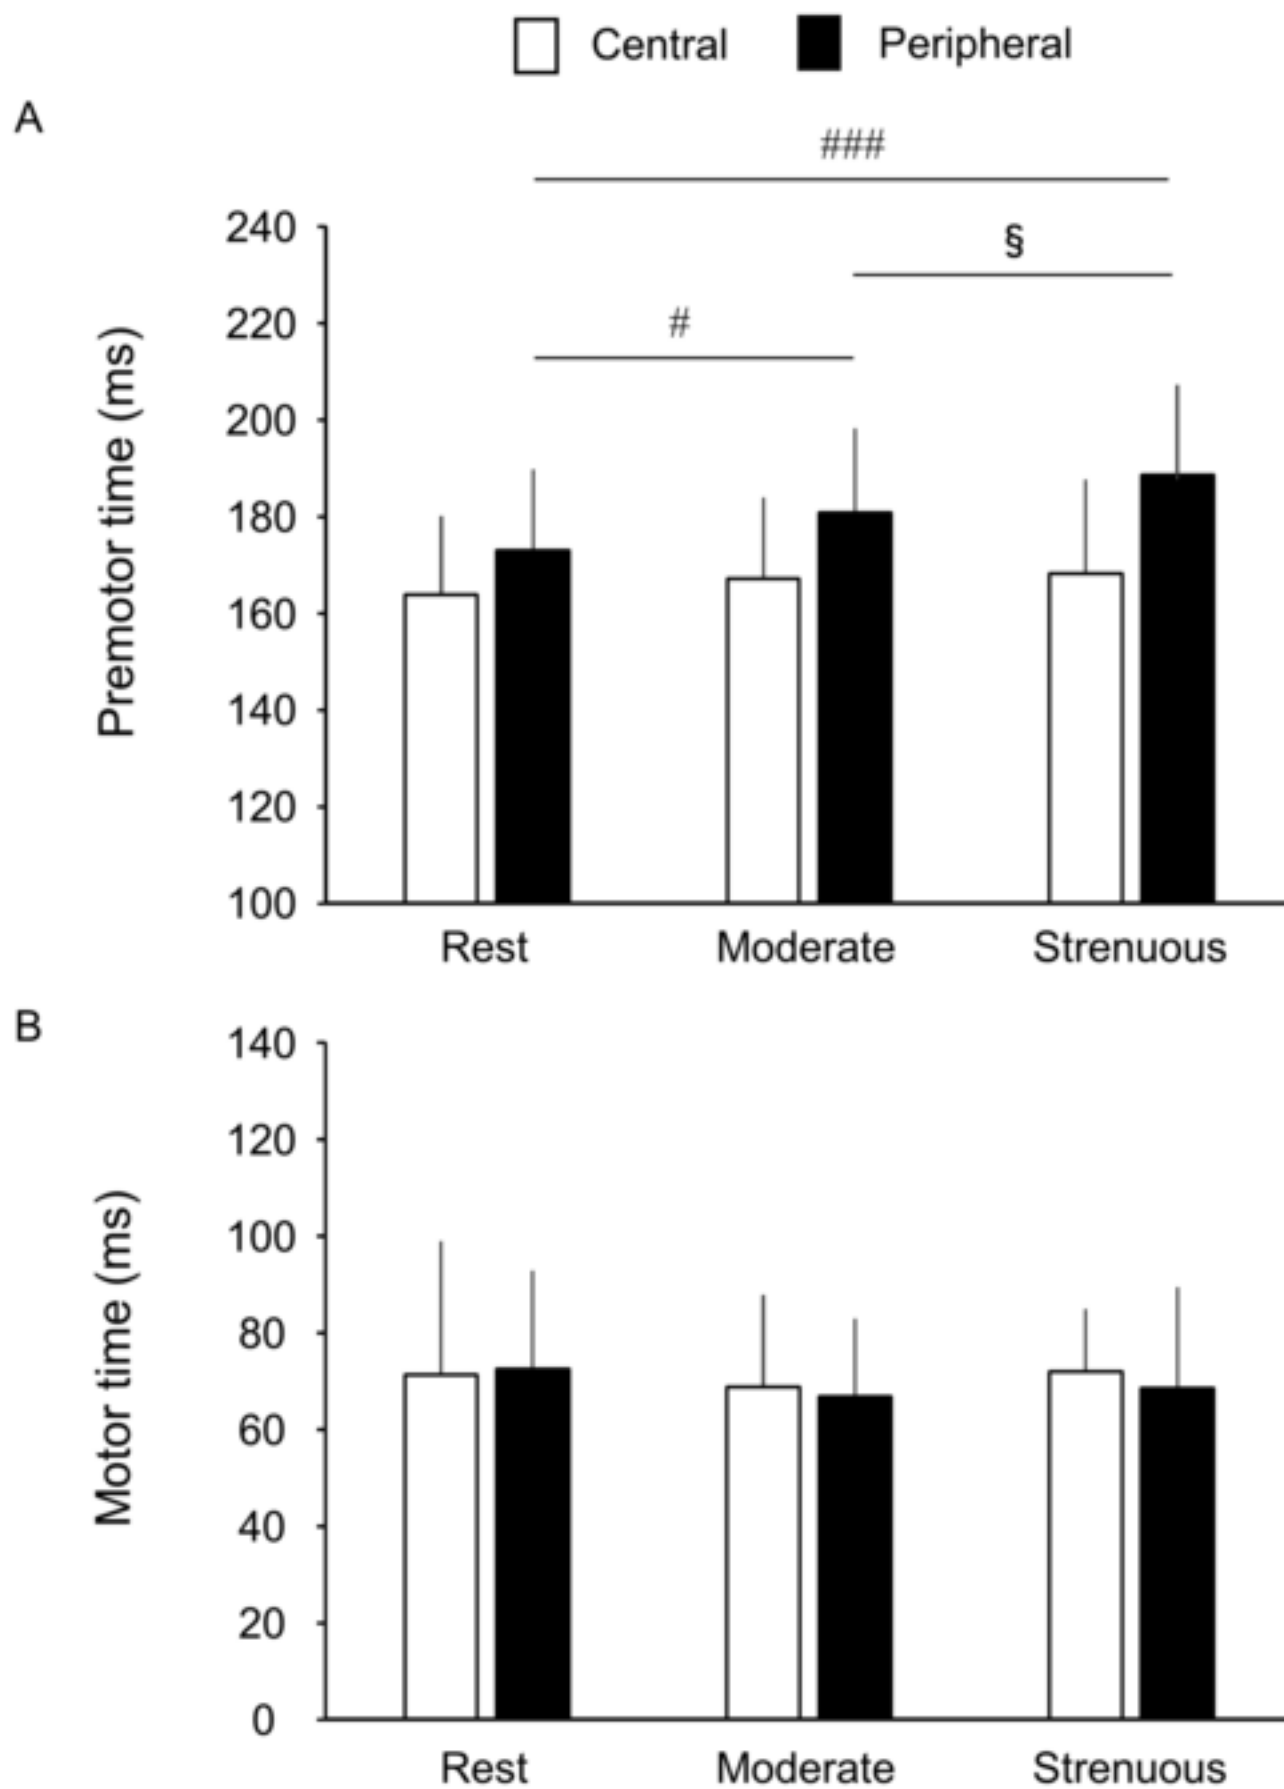 Central Peripheral
A
###
§
#
Premotor time (ms)
240
220
200
180
160
140
120
100
Rest Moderate Strenuous
B
Motor time (ms)
140
120
100
80
60
40
20
0
Rest Moderate Strenuous